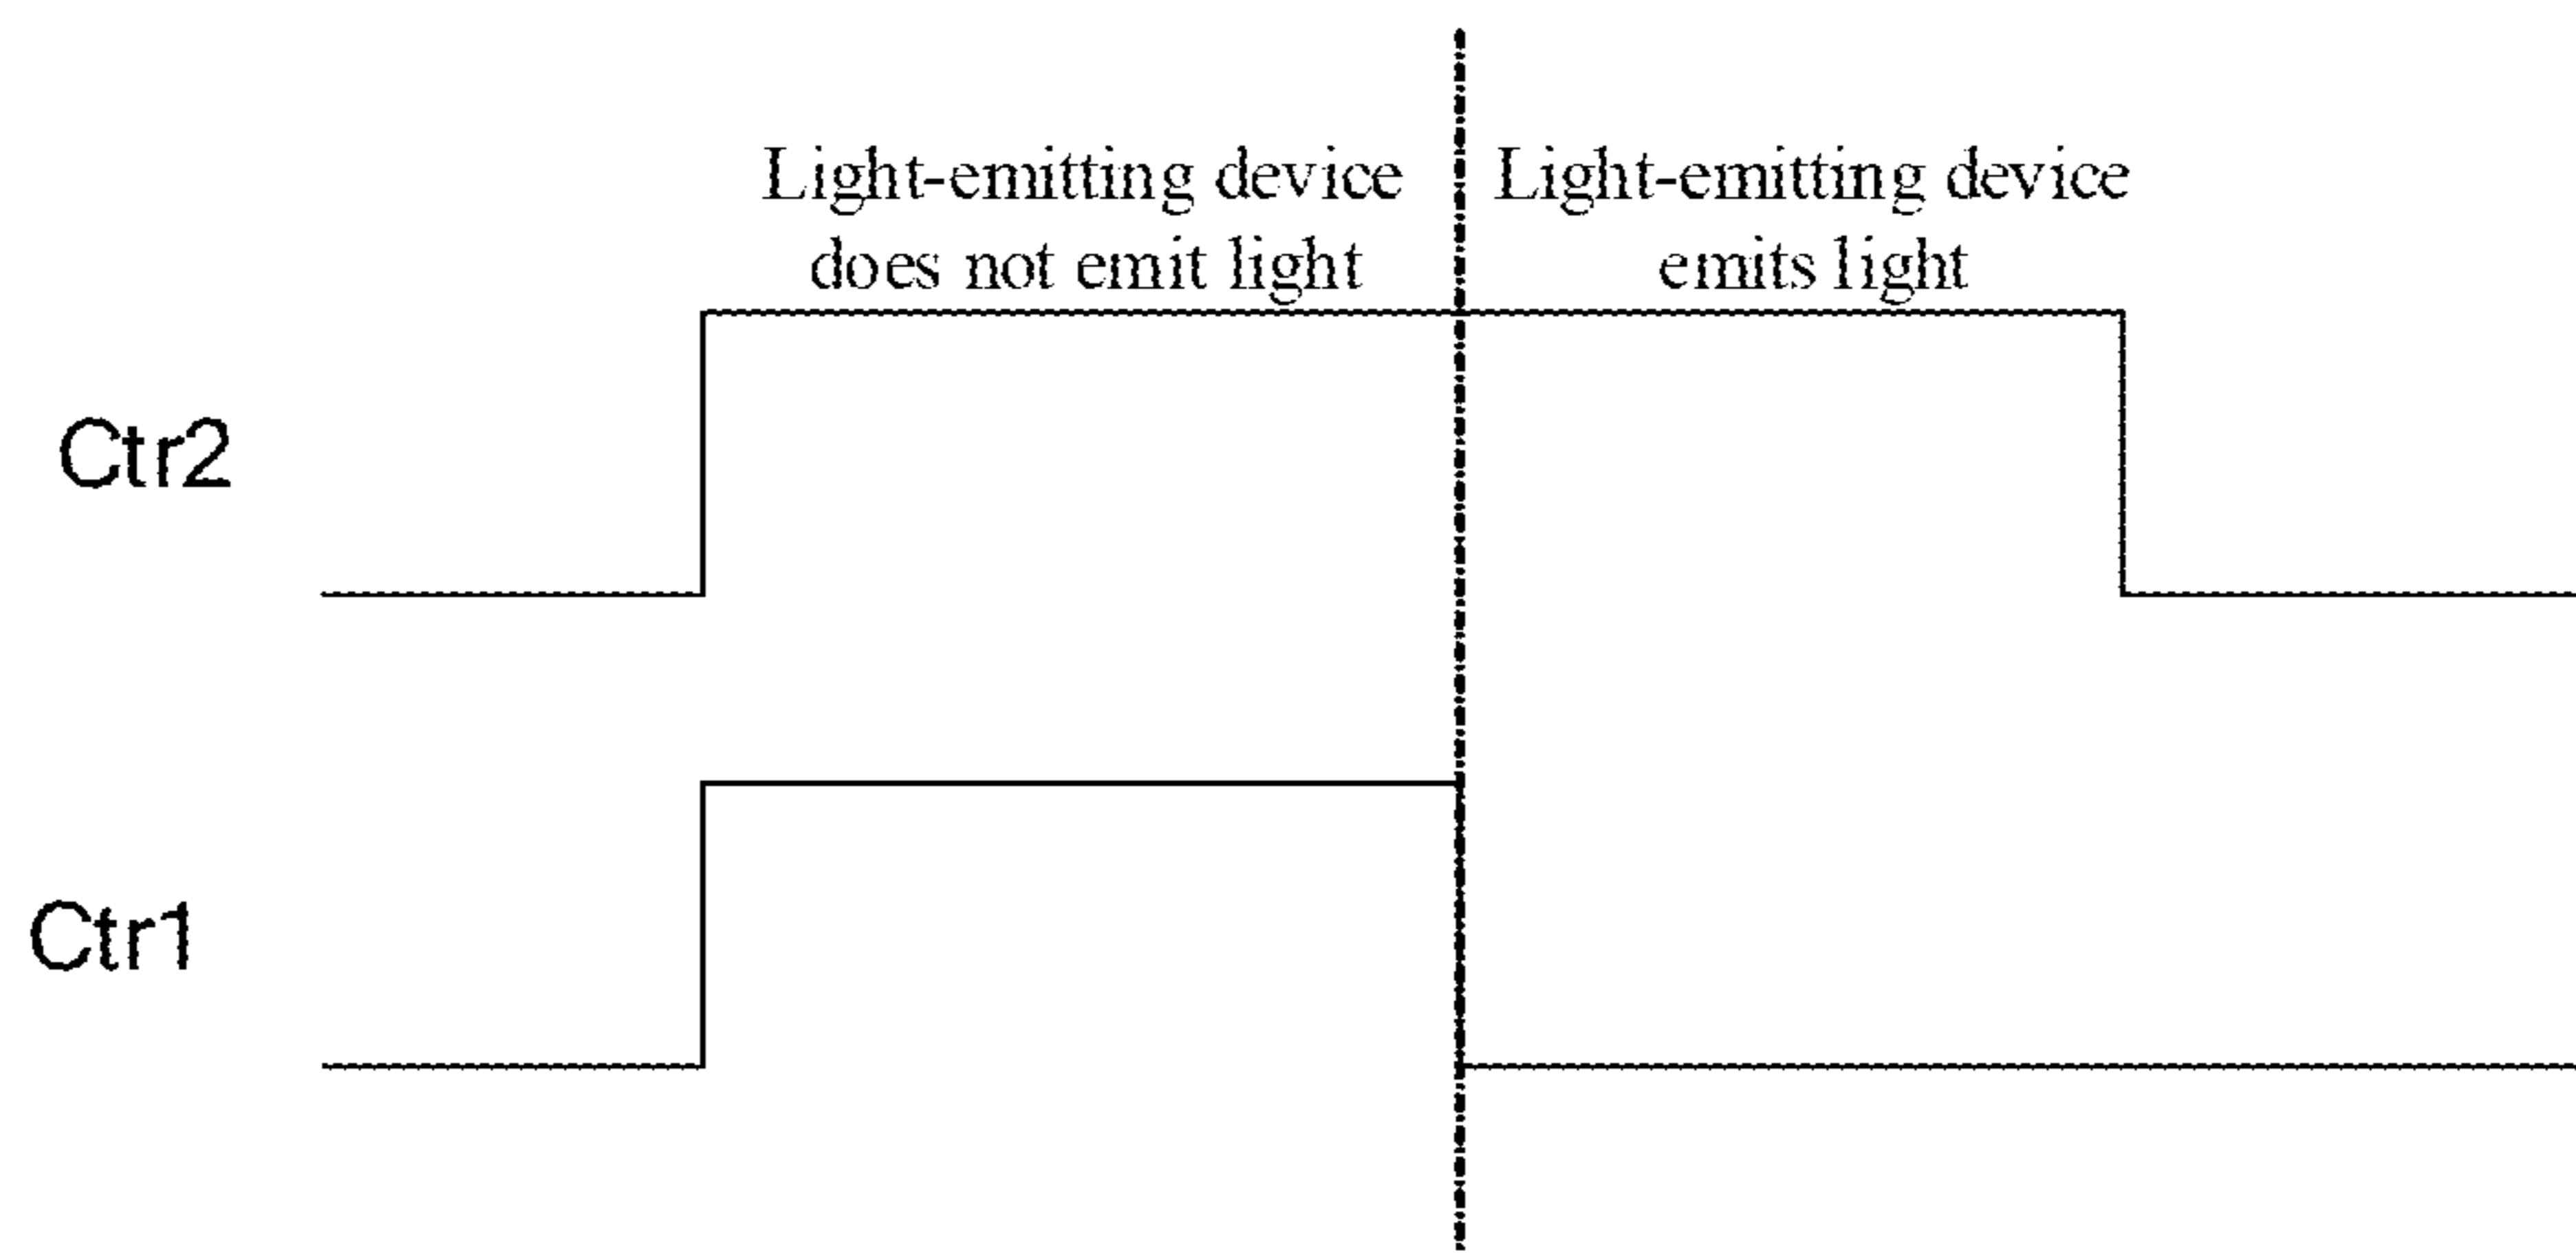 Light-emitting device
does not emit light
Light-emitting device
emits light
Ctr2
Ctr1